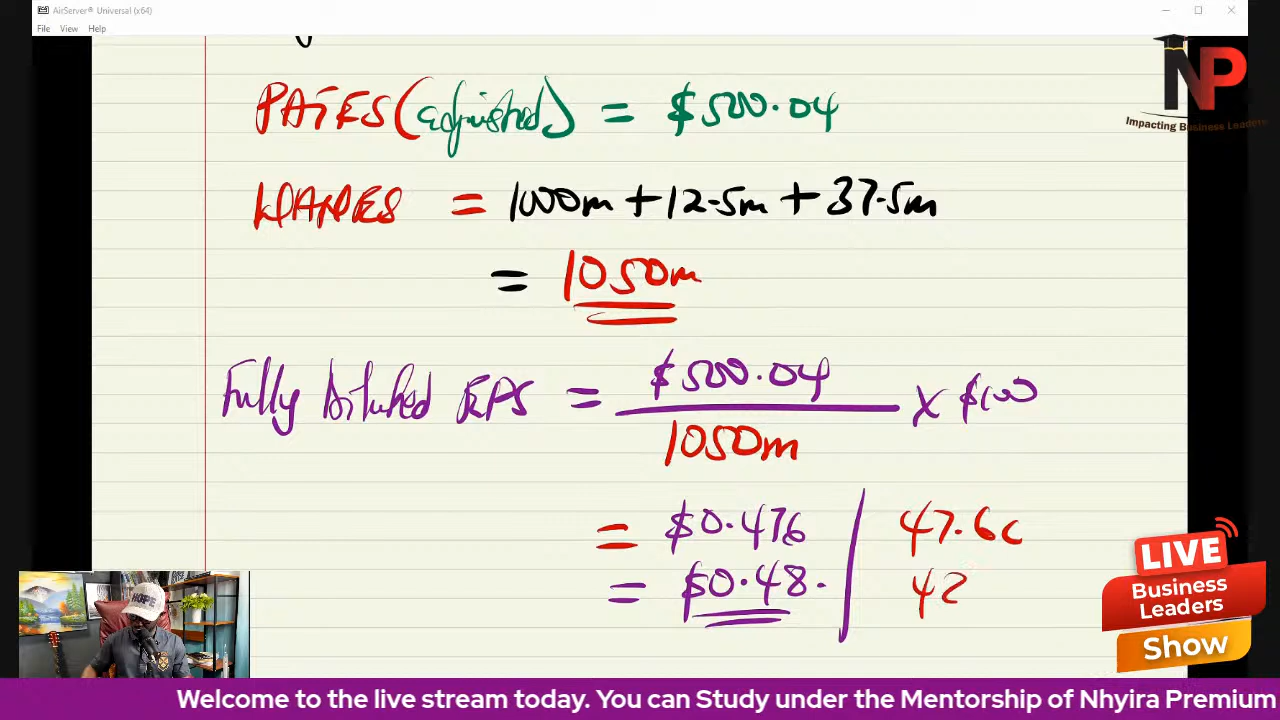 AirServer® Universal (x64)
File View Help
NP
Impacting Business Leaders
PATES (adjusted) = $500.04
= 1000m + 12.5m + 37.5m
= 1050m
Fully Diluted EPS = $500.04 x $100
1050m
= $0.476 47.6c
= $0.48. 42
LIVE
Business
Leaders
Show
Welcome to the live stream today. You can Study under the Mentorship of Nhyira Premium